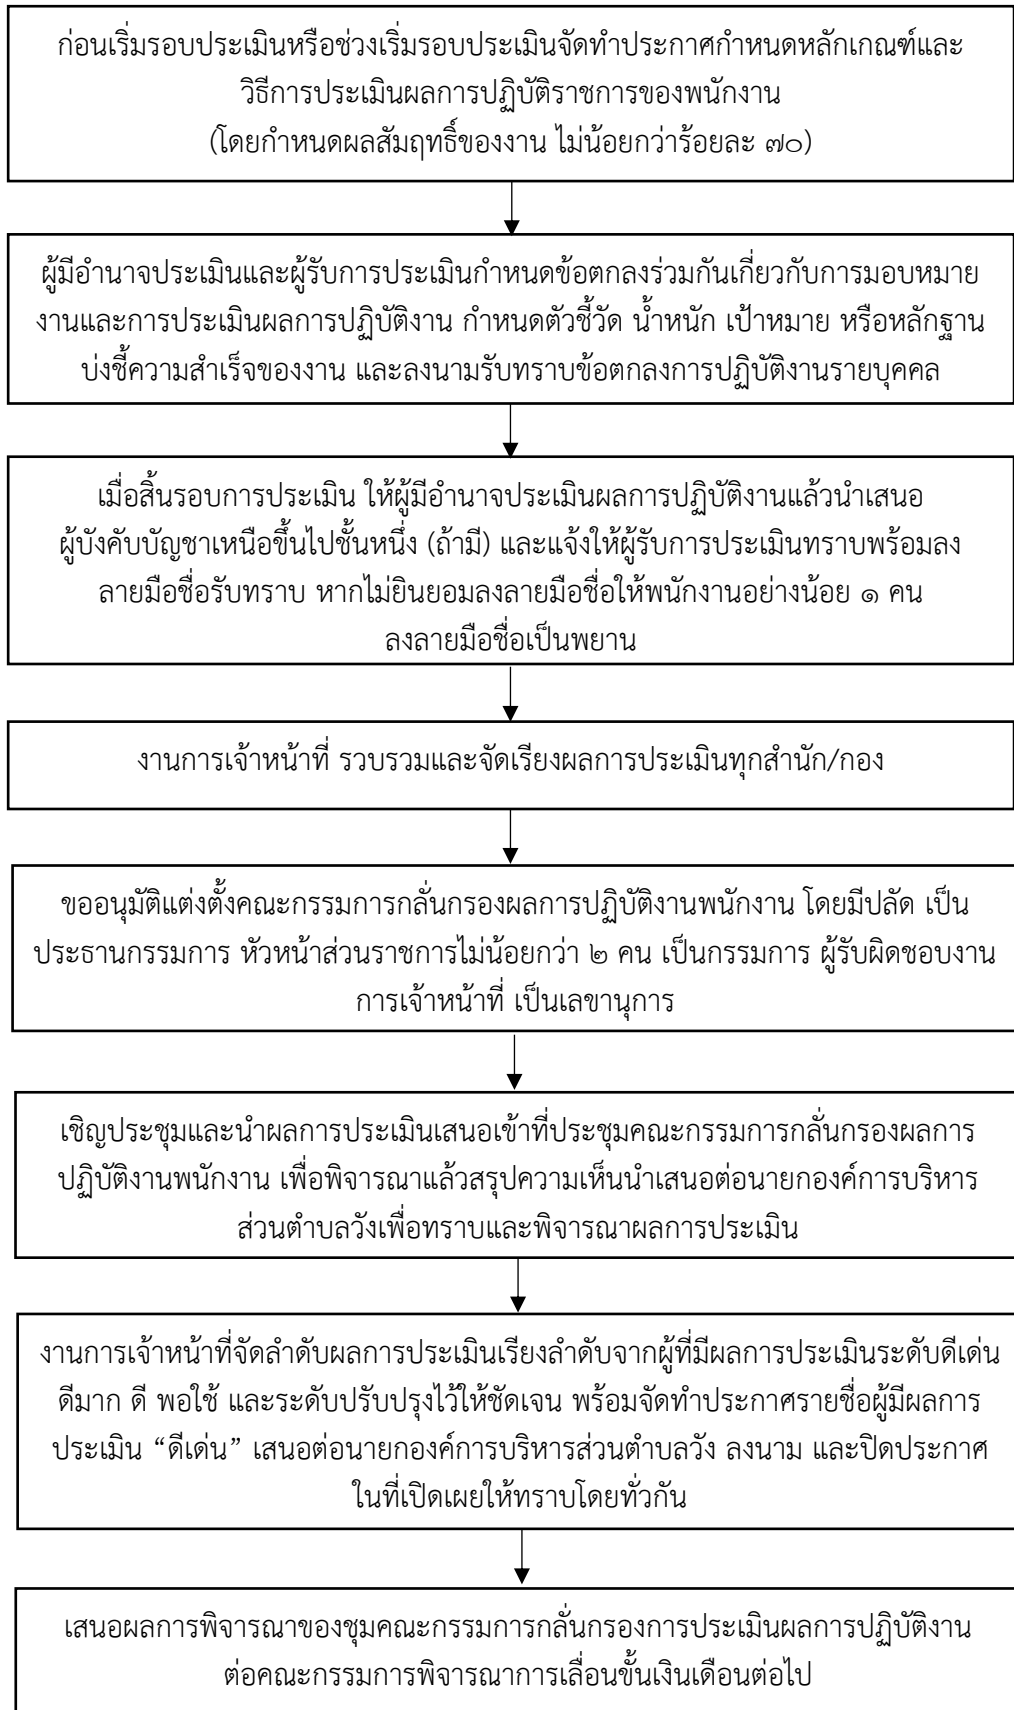 ก่อนเริ่มรอบประเมินหรือช่วงเริ่มรอบประเมินจัดทำประกาศกำหนดหลักเกณฑ์และ
วิธีการประเมินผลการปฏิบัติราชการของพนักงาน
(โดยกำหนดผลสัมฤทธิ์ของงาน ไม่น้อยกว่าร้อยละ ๗๐)
ผู้มีอำนาจประเมินและผู้รับการประเมินกำหนดข้อตกลงร่วมกันเกี่ยวกับการมอบหมาย
งานและการประเมินผลการปฏิบัติงาน กำหนดตัวชี้วัด น้ำหนัก เป้าหมาย หรือหลักฐาน
บ่งชี้ความสำเร็จของงาน และลงนามรับทราบข้อตกลงการปฏิบัติงานรายบุคคล
เมื่อสิ้นรอบการประเมิน ให้ผู้มีอำนาจประเมินผลการปฏิบัติงานแล้วนำเสนอ
ผู้บังคับบัญชาเหนือขึ้นไปชั้นหนึ่ง (ถ้ามี) และแจ้งให้ผู้รับการประเมินทราบพร้อมลง
ลายมือชื่อรับทราบ หากไม่ยินยอมลงลายมือชื่อให้พนักงานอย่างน้อย ๑ คน
ลงลายมือชื่อเป็นพยาน
งานการเจ้าหน้าที่ รวบรวมและจัดเรียงผลการประเมินทุกสำนัก/กอง
ขออนุมัติแต่งตั้งคณะกรรมการกลั่นกรองผลการปฏิบัติงานพนักงาน โดยมีปลัด เป็น
ประธานกรรมการ หัวหน้าส่วนราชการไม่น้อยกว่า ๒ คน เป็นกรรมการ ผู้รับผิดชอบงาน
การเจ้าหน้าที่ เป็นเลขานุการ
เชิญประชุมและนำผลการประเมินเสนอเข้าที่ประชุมคณะกรรมการกลั่นกรองผลการ
ปฏิบัติงานพนักงาน เพื่อพิจารณาแล้วสรุปความเห็นนำเสนอต่อนายกองค์การบริหาร
ส่วนตำบลวังเพื่อทราบและพิจารณาผลการประเมิน
งานการเจ้าหน้าที่จัดลำดับผลการประเมินเรียงลำดับจากผู้ที่มีผลการประเมินระดับดีเด่น
ดีมาก ดี พอใช้ และระดับปรับปรุงไว้ให้ชัดเจน พร้อมจัดทำประกาศรายชื่อผู้มีผลการ
ประเมิน “ดีเด่น” เสนอต่อนายกองค์การบริหารส่วนตำบลวัง ลงนาม และปิดประกาศ
ในที่เปิดเผยให้ทราบโดยทั่วกัน
เสนอผลการพิจารณาของชุมคณะกรรมการกลั่นกรองการประเมินผลการปฏิบัติงาน
ต่อคณะกรรมการพิจารณาการเลื่อนขั้นเงินเดือนต่อไป